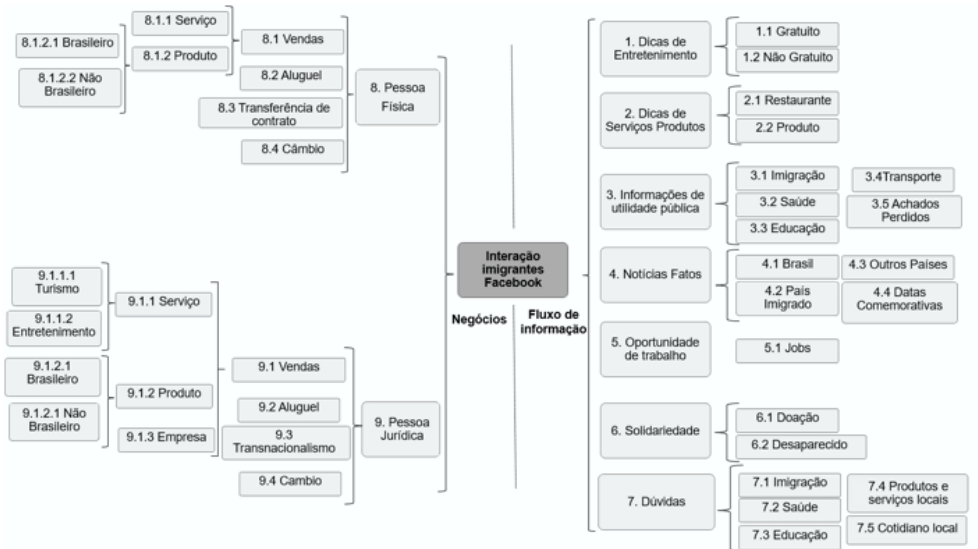 8.1.1 Serviço
8.1.2.1 Brasileiro
8.1.2 Produto
8.1.2.2 Não
Brasileiro
8.1 Vendas
8.2 Aluguel
8.3 Transferência de
contrato
8.4 Câmbio
8. Pessoa
Física
9.1.1.1
Turismo
9.1.1.2
Entretenimento
9.1.1 Serviço
9.1.2.1
Brasileiro
9.1.2.1 Não
Brasileiro
9.1.2 Produto
9.1.3 Empresa
9.1 Vendas
9.2 Aluguel
9.3
Transnacionalismo
9.4 Cambio
9. Pessoa
Jurídica
Interação
imigrantes
Facebook
Negócios
Fluxo de
informação
1. Dicas de
Entretenimento
1.1 Gratuito
1.2 Não Gratuito
2. Dicas de
Serviços Produtos
2.1 Restaurante
2.2 Produto
3. Informações de
utilidade pública
3.1 Imigração
3.2 Saúde
3.3 Educação
3.4Transporte
3.5 Achados
Perdidos
4. Notícias Fatos
4.1 Brasil
4.2 País
Imigrado
4.3 Outros Países
4.4 Datas
Comemorativas
5. Oportunidade
de trabalho
5.1 Jobs
6. Solidariedade
6.1 Doação
6.2 Desaparecido
7. Dúvidas
7.1 Imigração
7.2 Saúde
7.3 Educação
7.4 Produtos e
serviços locais
7.5 Cotidiano local